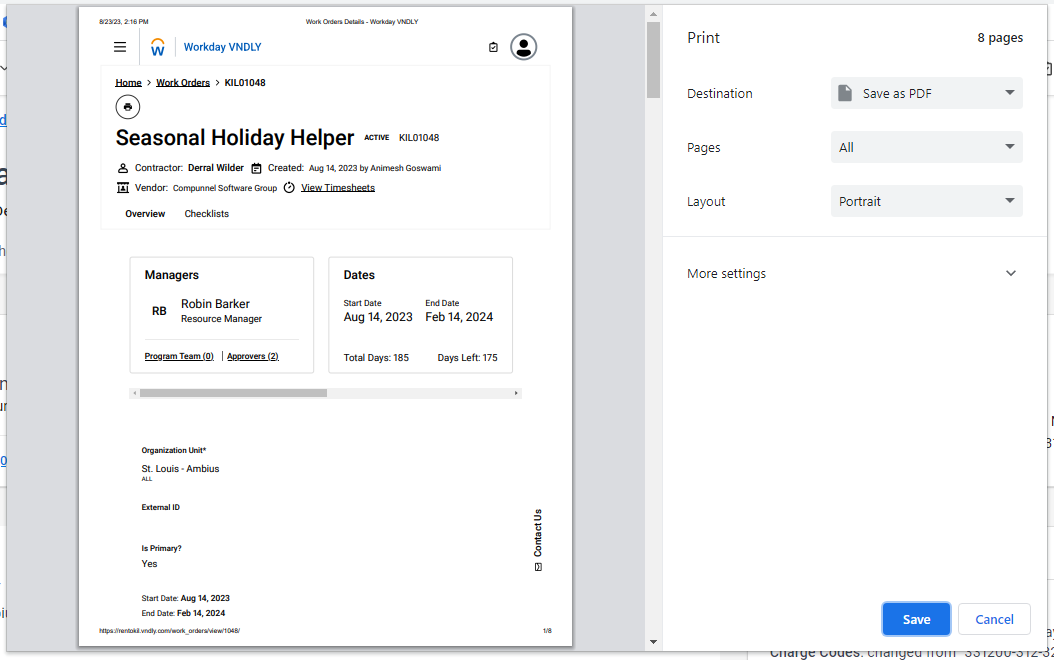 8/23/23, 2:16 PM Work Orders Details - Workday VNDLY
Workday VNDLY
Home > Work Orders > KIL01048
Seasonal Holiday Helper ACTIVE KIL01048
Contractor: Derral Wilder Created: Aug 14, 2023 by Animesh Goswami
Vendor: Compunnel Software Group View Timesheets
Overview Checklists
Managers
RB
Robin Barker
Resource Manager
Program Team (0) | Approvers (2)
Dates
Start Date End Date
Aug 14, 2023 Feb 14, 2024
Total Days: 185 Days Left: 175
Organization Unit*
St. Louis - Ambius
ALL
External ID
Is Primary?
Yes
Contact Us
Start Date: Aug 14, 2023
End Date: Feb 14, 2024
https://rentokil.vndly.com/work_orders/view/1048/ 1/8
Print 8 pages
Destination Save as PDF
Pages All
Layout Portrait
More settings
Save Cancel
Charge Codes: changed from "331200-312-32